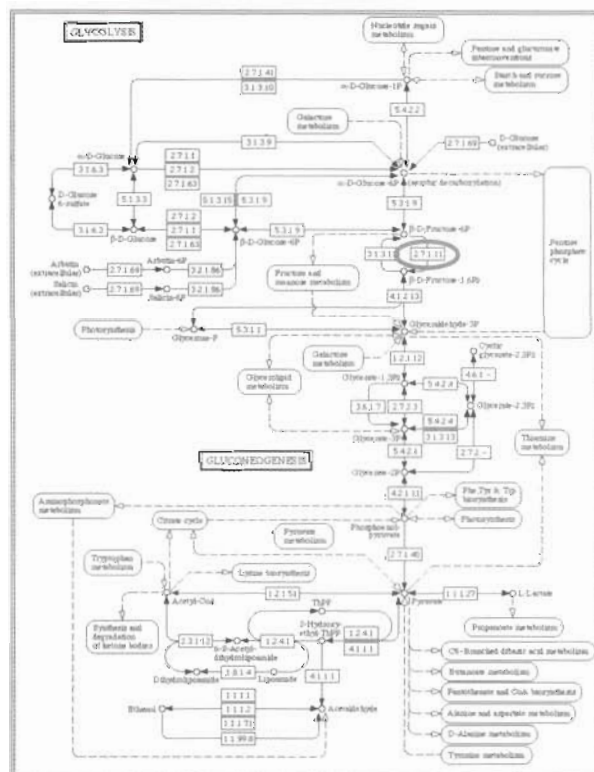 GLYCOLYSIS
Nucleotide sugars
metabolism
Pentose and glucuronate
interconversions
Starch and sucrose
metabolism
2.7.1.41
3.1.3.10
α-D-Glucose-1P
5.4.2.2
Galactose
metabolism
α-D-Glucose
3.1.3.9
2.7.1.69
D-Glucose
(extracellular)
3.1.6.3
2.7.1.1
2.7.1.2
2.7.1.63
α-D-Glucose-6P
D-Glucose
6-sulfate
5.1.3.3
5.1.3.15
5.3.1.9
5.3.1.9
3.1.6.3
2.7.1.2
2.7.1.1
2.7.1.63
5.3.1.9
β-D-Fructose-6P
β-D-Glucose
β-D-Glucose-6P
3.1.3.11
2.7.1.11
Pentose
phosphate
cycle
Arbutin
(extracellular)
2.7.1.69
Arbutin-6P
3.2.1.86
Fructose and
mannose metabolism
β-D-Fructose-1,6P2
Salicin
(extracellular)
2.7.1.69
Salicin-6P
3.2.1.86
4.1.2.13
Photosynthesis
5.3.1.1
Glyceraldehyde-3P
Glycerone-P
Galactose
metabolism
1.2.1.12
Glycerolipid
metabolism
Cyclic
glycerate-2,3P2
4.6.1.-
Glycerate-1,3P2
5.4.2.4
Glycerate-2,3P2
3.6.1.7
2.7.2.3
5.4.2.4
3.1.3.13
Glycerate-3P
Thiamine
metabolism
GLUCONEOGENESIS
5.4.2.1
2.7.2.-
Glycerate-2P
4.2.1.11
Aminophosphonate
metabolism
Phe, Tyr & Trp
biosynthesis
Citrate cycle
Phosphoenol-
pyruvate
Photosynthesis
Pyruvate
metabolism
Tryptophan
metabolism
2.7.1.40
Lysine biosynthesis
Acetyl-CoA
1.2.1.51
Pyruvate
1.1.1.27
L-Lactate
ThPP
Synthesis and
degradation
of ketone bodies
2-Hydroxy-
ethyl-ThPP
Propanoate metabolism
2.3.1.12
1.2.4.1
1.2.4.1
4.1.1.1
6-S-Acetyl-
dihydrolipoamide
C5-Branched dibasic acid metabolism
1.8.1.4
Dihydrolipoamide
Lipoamide
4.1.1.1
Butanoate metabolism
Pantothenate and CoA biosynthesis
Ethanol
1.1.1.1
1.1.1.2
1.1.1.71
1.1.99.8
Acetaldehyde
Alanine and aspartate metabolism
D-Alanine metabolism
Tyrosine metabolism